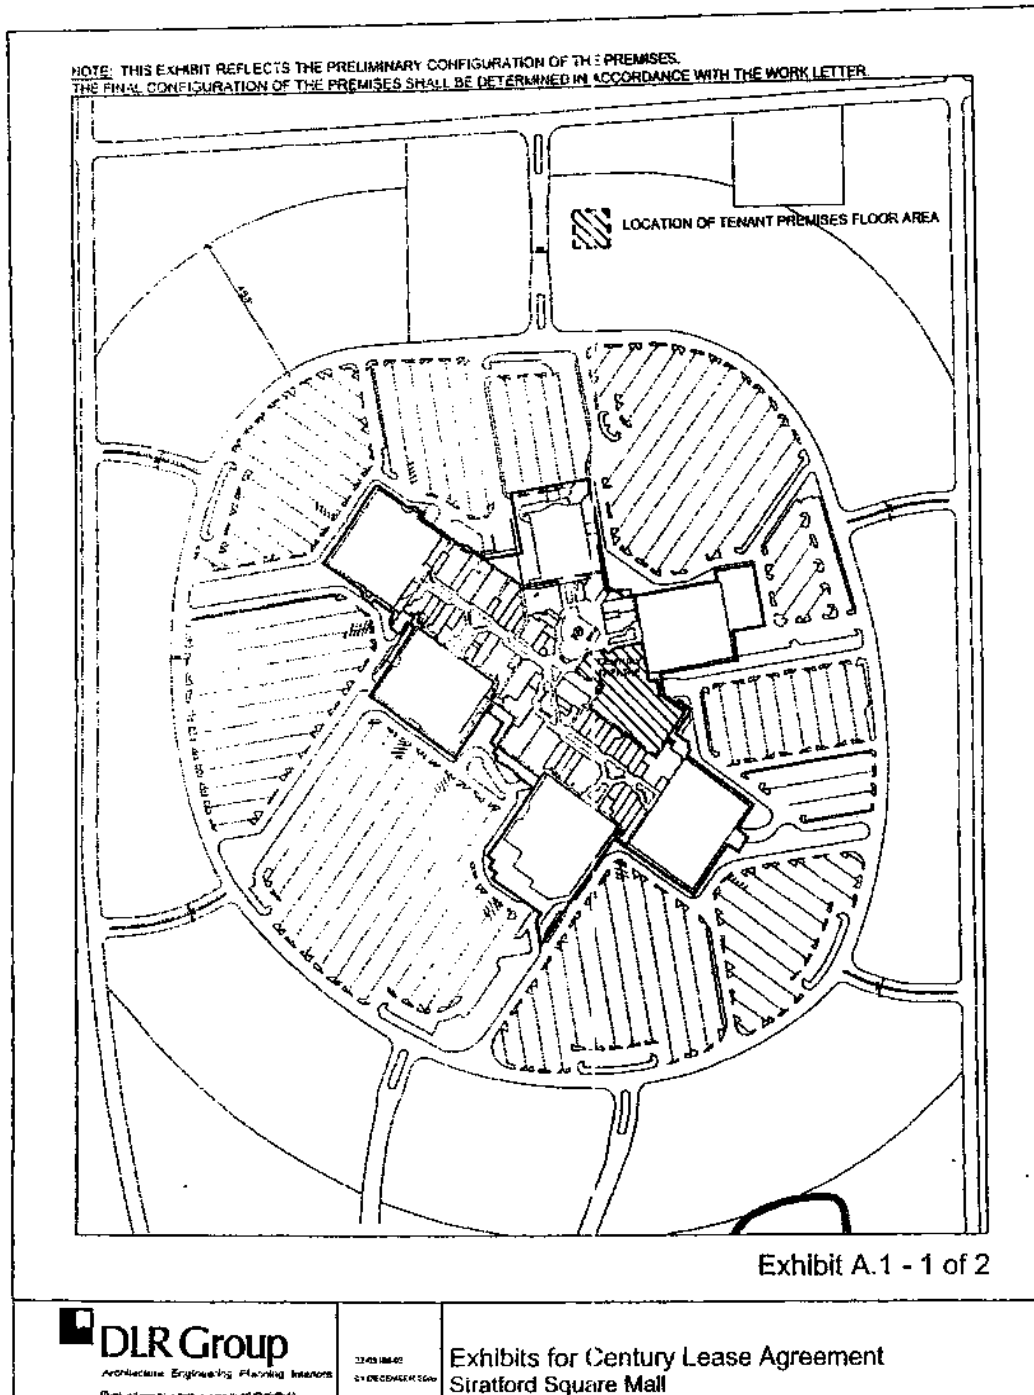 NOTE: THIS EXHIBIT REFLECTS THE PRELIMINARY CONFIGURATION OF THE PREMISES.
THE FINAL CONFIGURATION OF THE PREMISES SHALL BE DETERMINED IN ACCORDANCE WITH THE WORK LETTER.
LOCATION OF TENANT PREMISES FLOOR AREA
Exhibit A.1 - 1 of 2
DLR Group
Architecture Engineering Planning Interiors
Exhibits for Century Lease Agreement
Stratford Square Mall